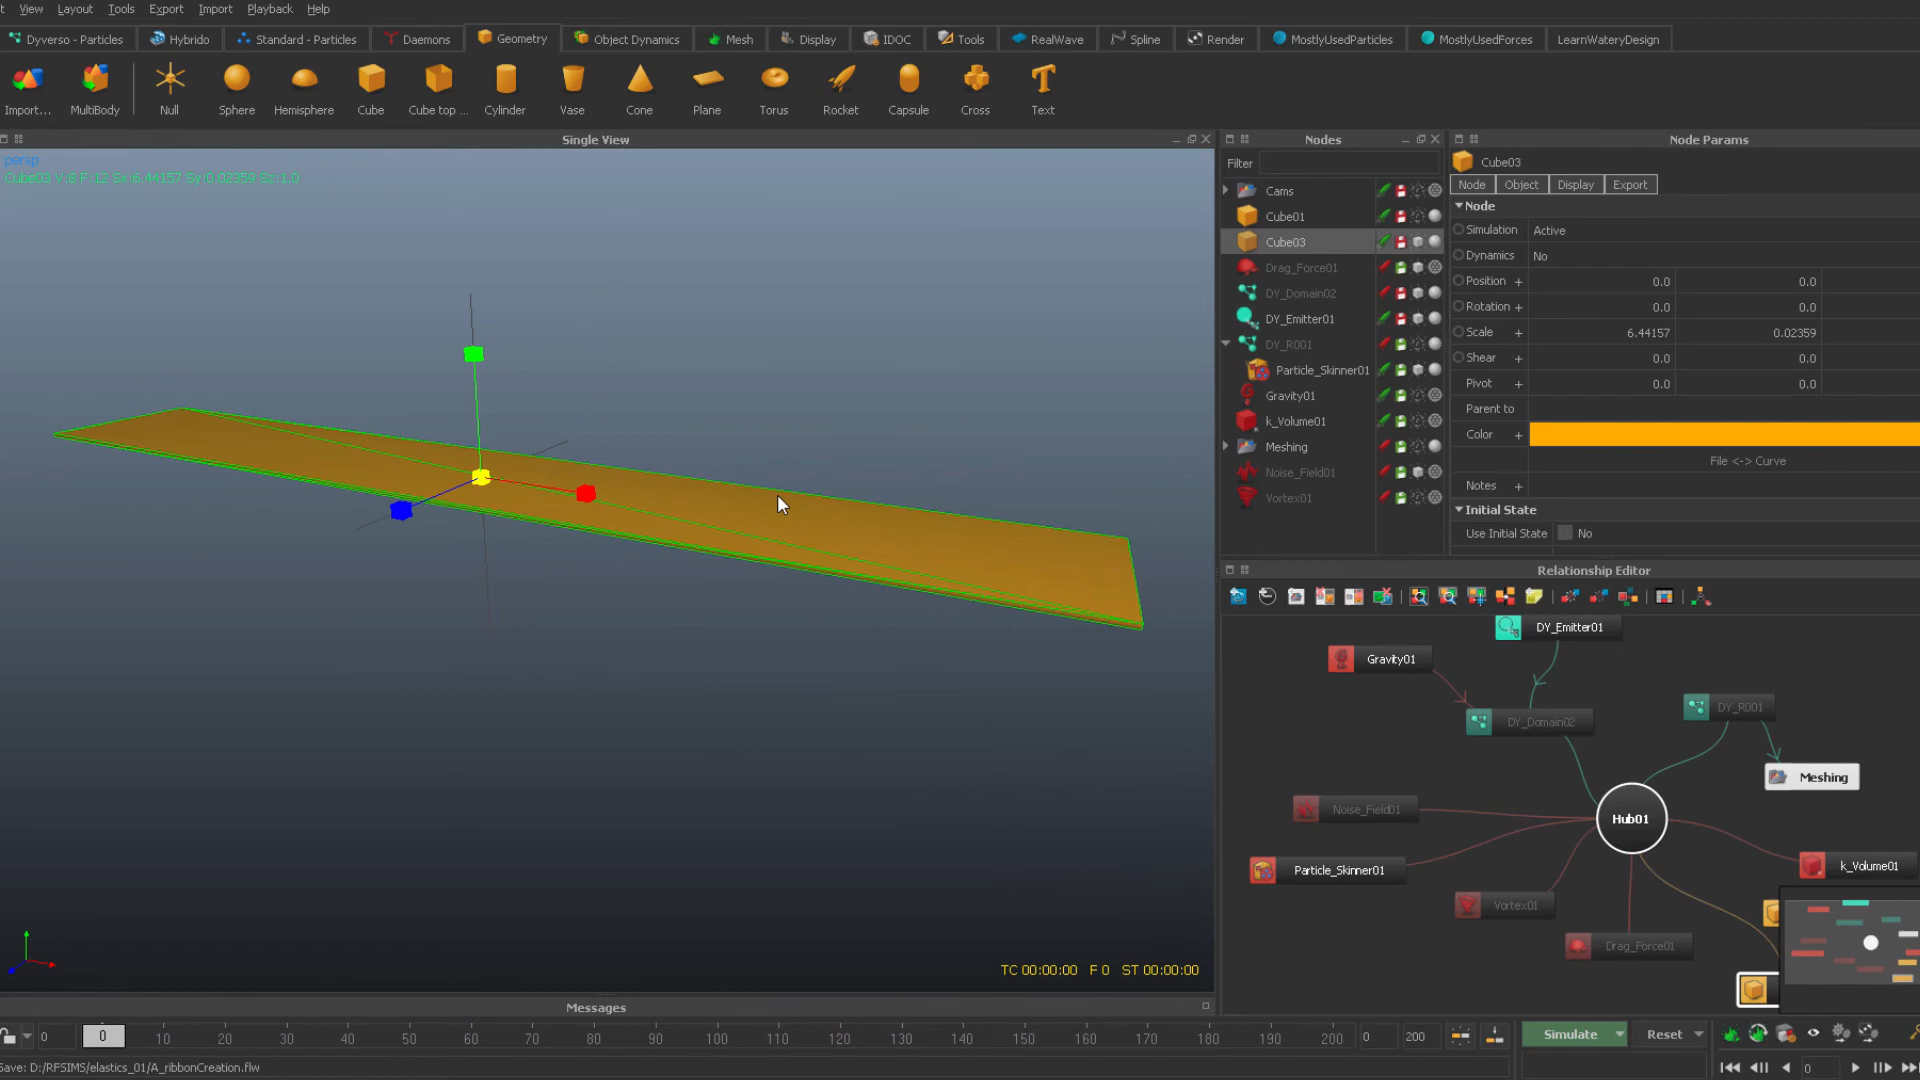 View Layout Tools Export Import Playback Help
Dyverso - Particles Hybrido Standard - Particles Daemons Geometry Object Dynamics Mesh Display IDOC Tools RealWave Spline Render MostlyUsedParticles MostlyUsedForces LearnWateryDesign
Import... MultiBody Null Sphere Hemisphere Cube Cube top ... Cylinder Vase Cone Plane Torus Rocket Capsule Cross Text
Single View
Nodes
Node Params
persp
Cube03 V:8 F:12 Sx:6.44157 Sy:0.02359 Sz:1.0
Filter
Cams
Cube01
Cube03
Drag_Force01
DY_Domain02
DY_Emitter01
DY_R001
Particle_Skinner01
Gravity01
k_Volume01
Meshing
Noise_Field01
Vortex01
Cube03
Node Object Display Export
Node
Simulation Active
Dynamics No
Position + 0.0 0.0
Rotation + 0.0 0.0
Scale + 6.44157 0.02359
Shear + 0.0 0.0
Pivot + 0.0 0.0
Parent to
Color +
File <-> Curve
Notes +
Initial State
Use Initial State No
Relationship Editor
DY_Emitter01
Gravity01
DY_R001
DY_Domain02
Meshing
Noise_Field01
Hub01
k_Volume01
Particle_Skinner01
Vortex01
Drag_Force01
TC 00:00:00 F 0 ST 00:00:00
Messages
0 0 10 20 30 40 50 60 70 80 90 100 110 120 130 140 150 160 170 180 190 200 0 200
Simulate Reset
0
Save: D:/RFSIMS/elastics_01/A_ribbonCreation.flw